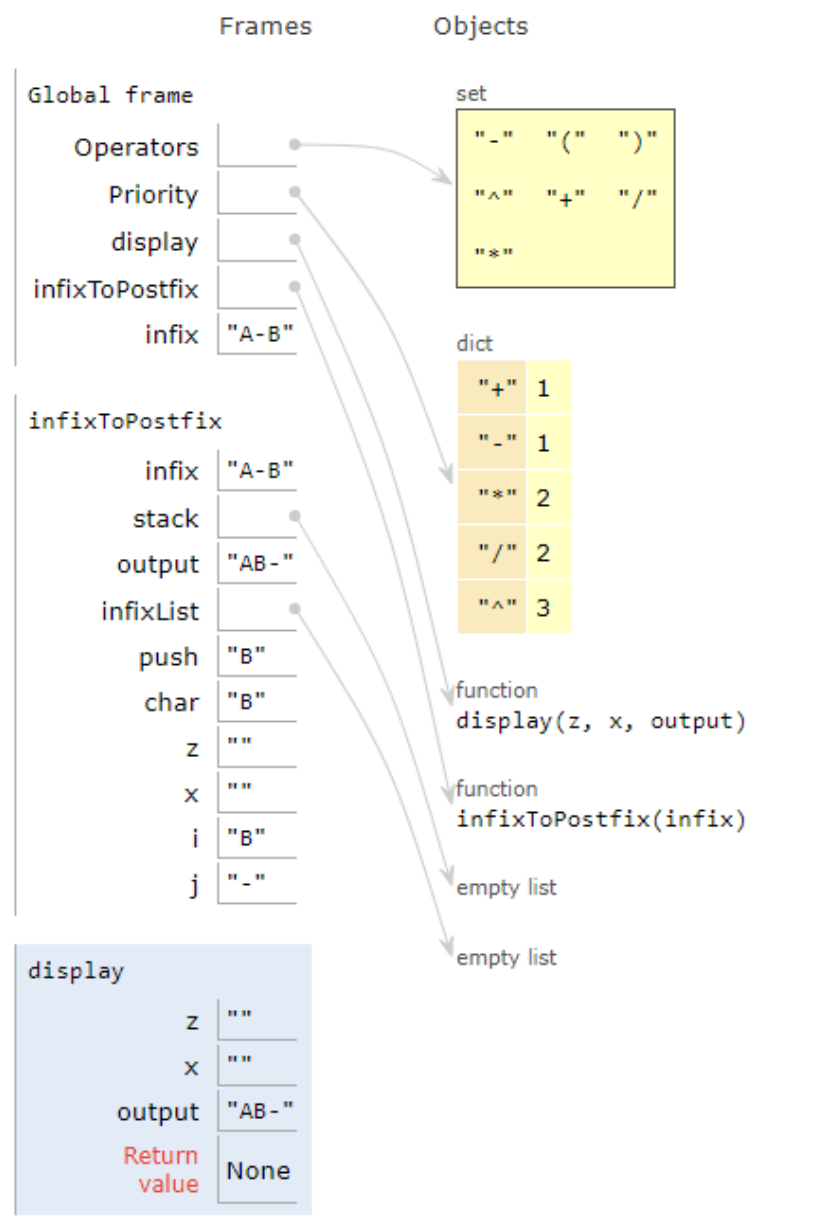 Frames Objects
Global frame
Operators
Priority
display
infixToPostfix
infix "A-B"
set
"-" "(" ")"
"^" "+" "/"
"*"
dict
"+" 1
"-" 1
"*" 2
"/" 2
"^" 3
infixToPostfix
infix "A-B"
stack
output "AB-"
infixList
push "B"
char "B"
z ""
x ""
i "B"
j "-"
function
display(z, x, output)
function
infixToPostfix(infix)
empty list
empty list
display
z ""
x ""
output "AB-"
Return
value None